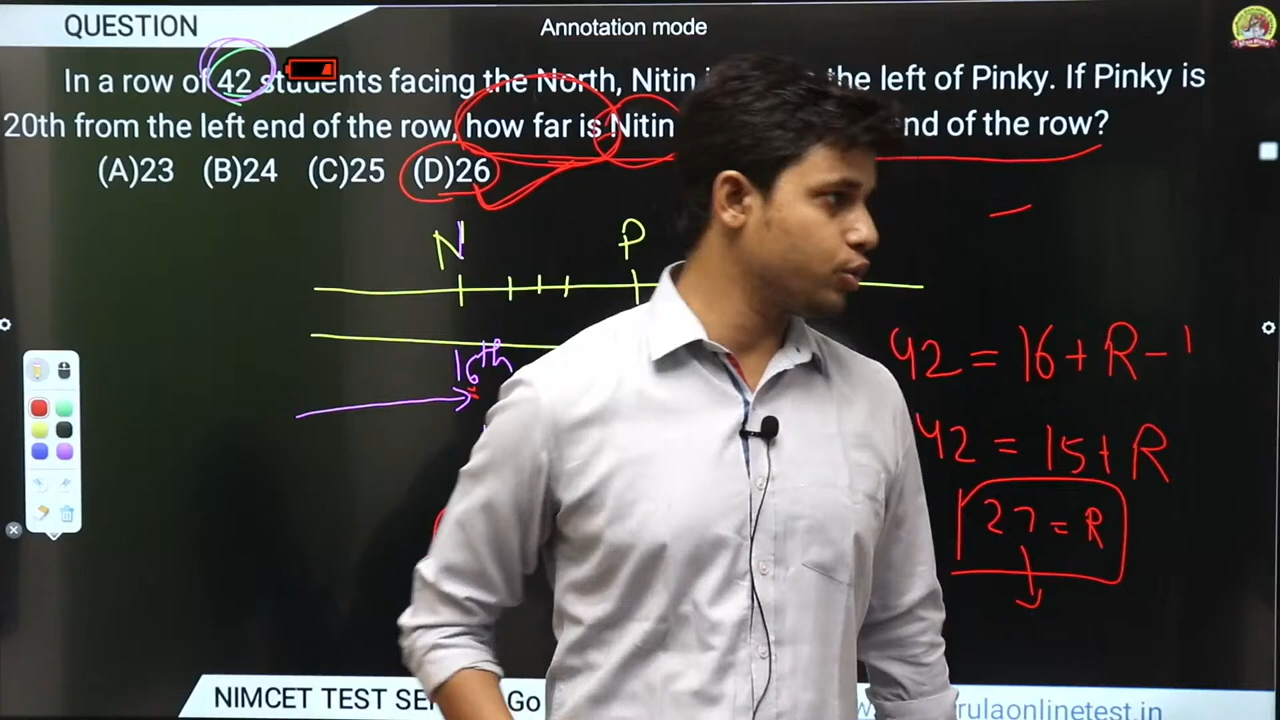 QUESTION
Annotation mode
In a row of 42 students facing the North, Nitin the left of Pinky. If Pinky is
20th from the left end of the row, how far is Nitin end of the row?
(A)23 (B)24 (C)25 (D)26
N P
16th
42 = 16 + R - 1
42 = 15 + R
27 = R
NIMCET TEST Go rulaonlinetest.in